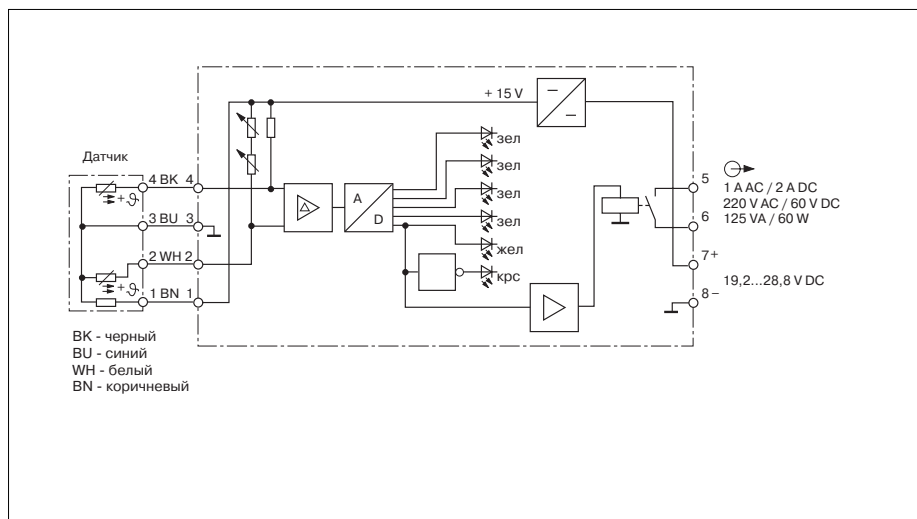 + 15 V
Датчик
зел
зел
зел
зел
жел
крс
4 BK 4
3 BU 3
2 WH 2
1 BN 1
+ϑ
+ϑ
A
D
5
1 A AC / 2 A DC
220 V AC / 60 V DC
125 VA / 60 W
6
7+
19,2...28,8 V DC
8−
BK - черный
BU - синий
WH - белый
BN - коричневый